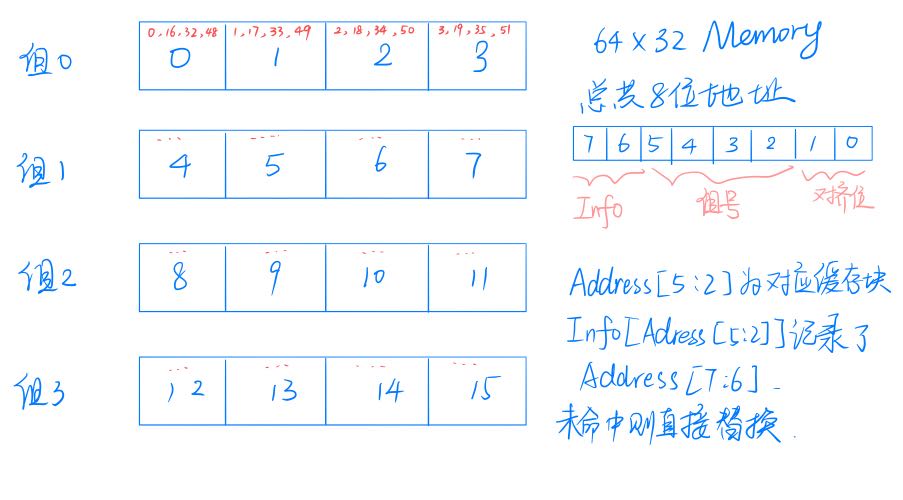 0,16,32,48 1,17,33,49 2,18,34,50 3,19,35,51
组0 0 1 2 3
组1 4 5 6 7
组2 8 9 10 11
组3 12 13 14 15
64×32 Memory
总共8位地址
7 6 5 4 3 2 1 0
Info 组号 对挤位
Address[5:2]为对应缓存块
Info[Adress[5:2]]记录了
Address[7:6].
未命中则直接替换.